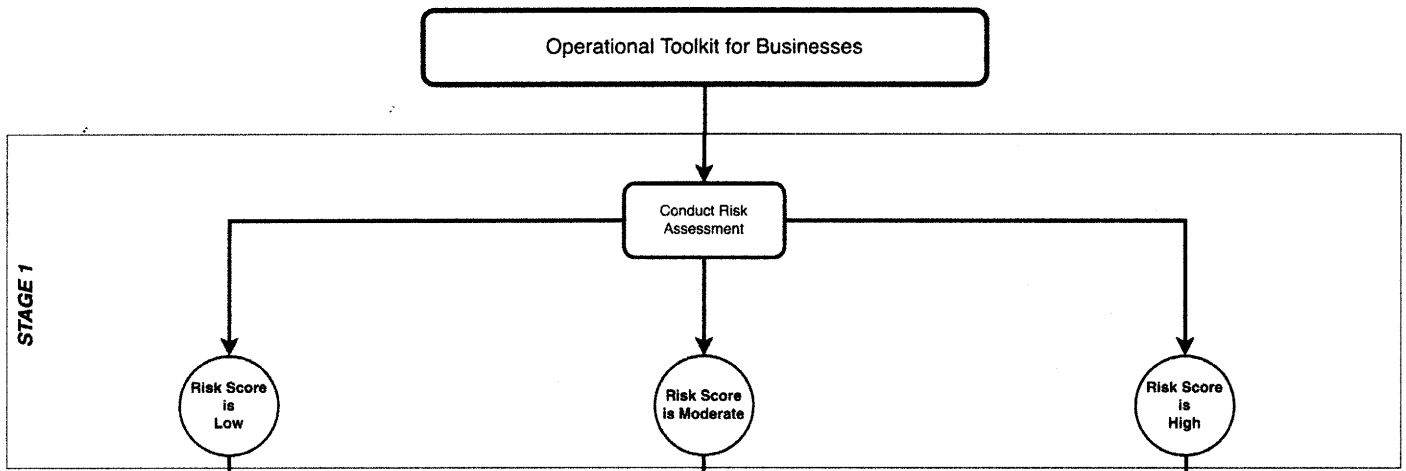 Operational Toolkit for Businesses
Conduct Risk
Assessment
STAGE 1
Risk Score
is
Low
Risk Score
is Moderate
Risk Score
is
High